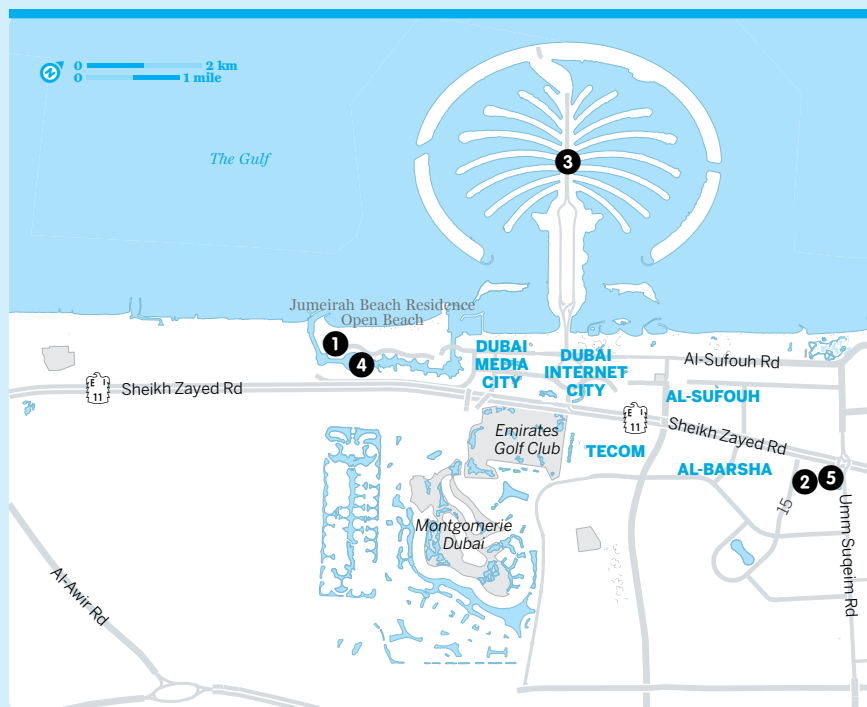 N
0 2 km
0 1 mile
The Gulf
3
Jumeirah Beach Residence
Open Beach
1
4
DUBAI
MEDIA
CITY
DUBAI
INTERNET
CITY
Al-Sufouh Rd
E
11
Sheikh Zayed Rd
AL-SUFOUH
E
11
Sheikh Zayed Rd
Emirates
Golf Club
TECOM
AL-BARSHA
2
5
15
Umm Suqeim Rd
Montgomerie
Dubai
Al-Awir Rd